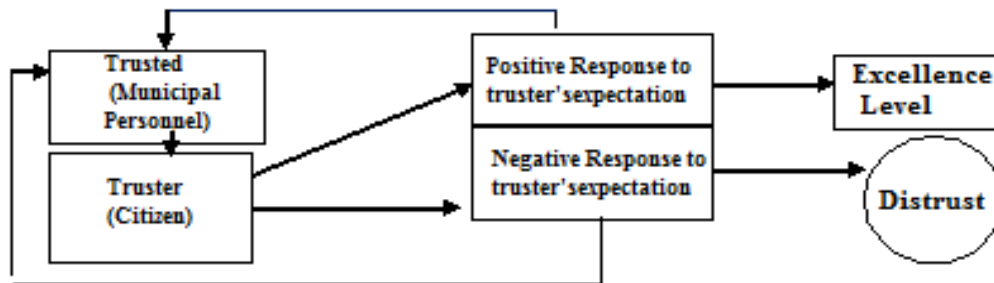 Trusted
(Municipal
Personnel)
Truster
(Citizen)
Positive Response to
truster'sexpectation
Negative Response to
truster'sexpectation
Excellence
Level
Distrust